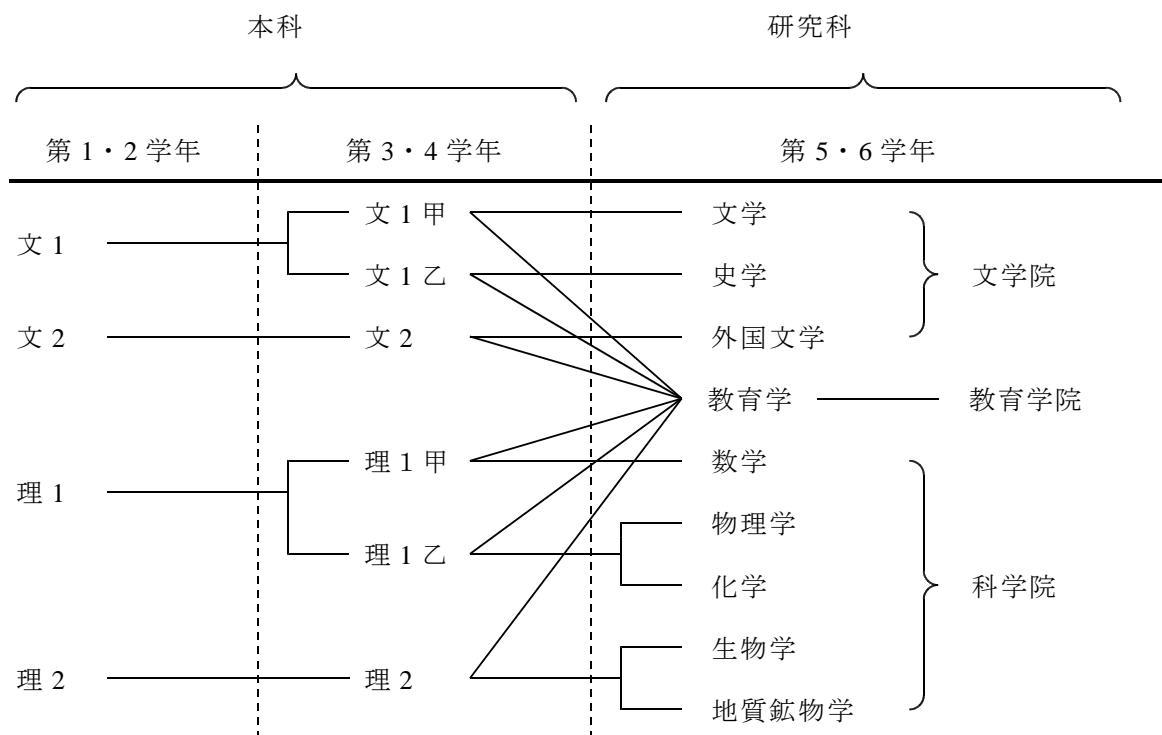 本科 研究科
第1・2学年 第3・4学年 第5・6学年
文1甲 文学
文1
文1乙 史学 文学院
文2 文2 外国文学
教育学 教育学院
理1甲 数学
理1
物理学
理1乙
化学 科学院
生物学
理2 理2
地質鉱物学